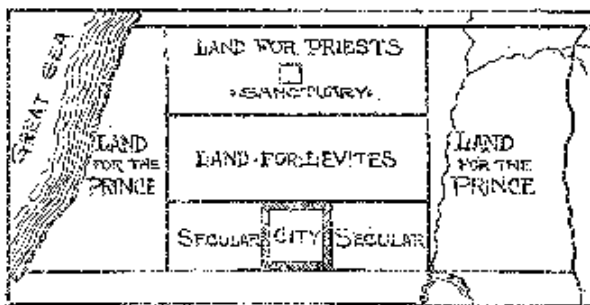 GREAT SEA
LAND FOR PRIESTS
SANCTUARY
LAND FOR THE PRINCE
LAND·FOR·LEVITES
LAND FOR THE PRINCE
SECULAR CITY SECULAR